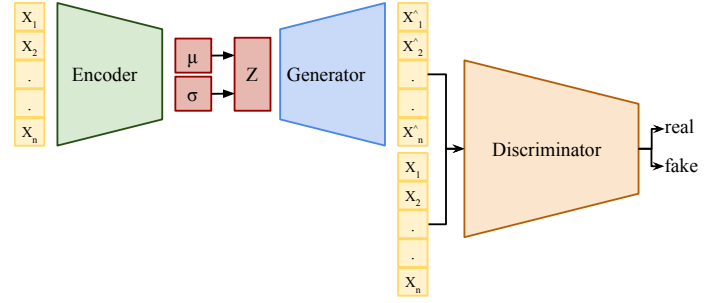 X1
X2
.
.
Xn
Encoder
μ
σ
Z
Generator
X^1
X^2
.
.
X^n
X1
X2
.
.
Xn
Discriminator
real
fake